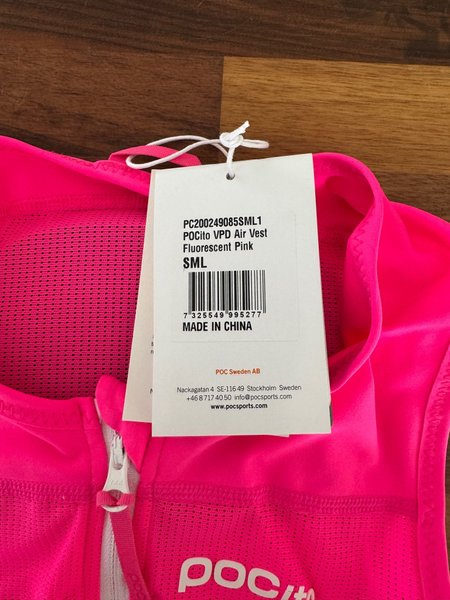 PC200249085SML1
POCito VPD Air Vest
Fluorescent Pink
SML
7 325549 995277
MADE IN CHINA
POC Sweden AB
Nackagatan 4 SE-116 49 Stockholm Sweden
+46 8 717 40 50 info@pocsports.com
www.pocsports.com
POCito